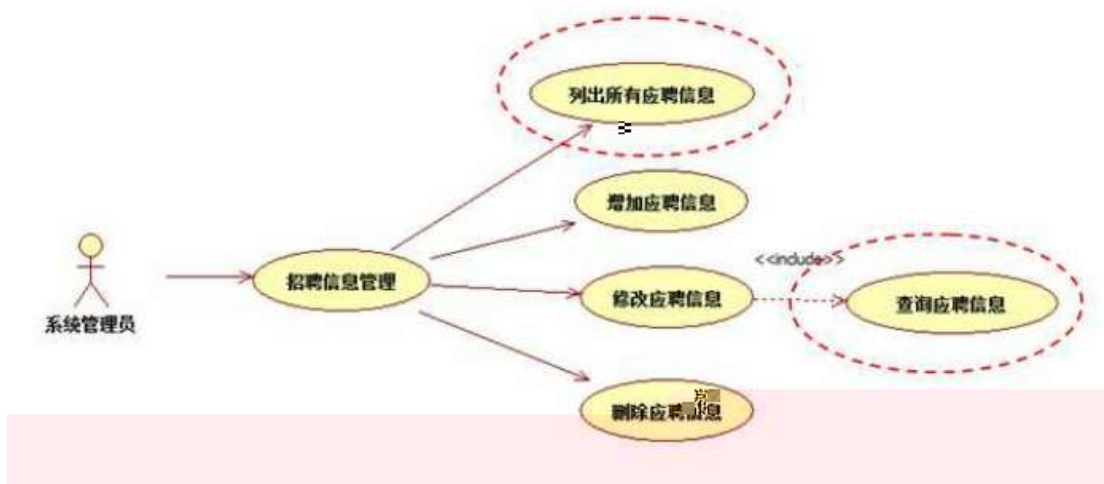 列出所有应聘信息
增加应聘信息
<<include>>
招聘信息管理
修改应聘信息
查询应聘信息
系统管理员
删除应聘信息